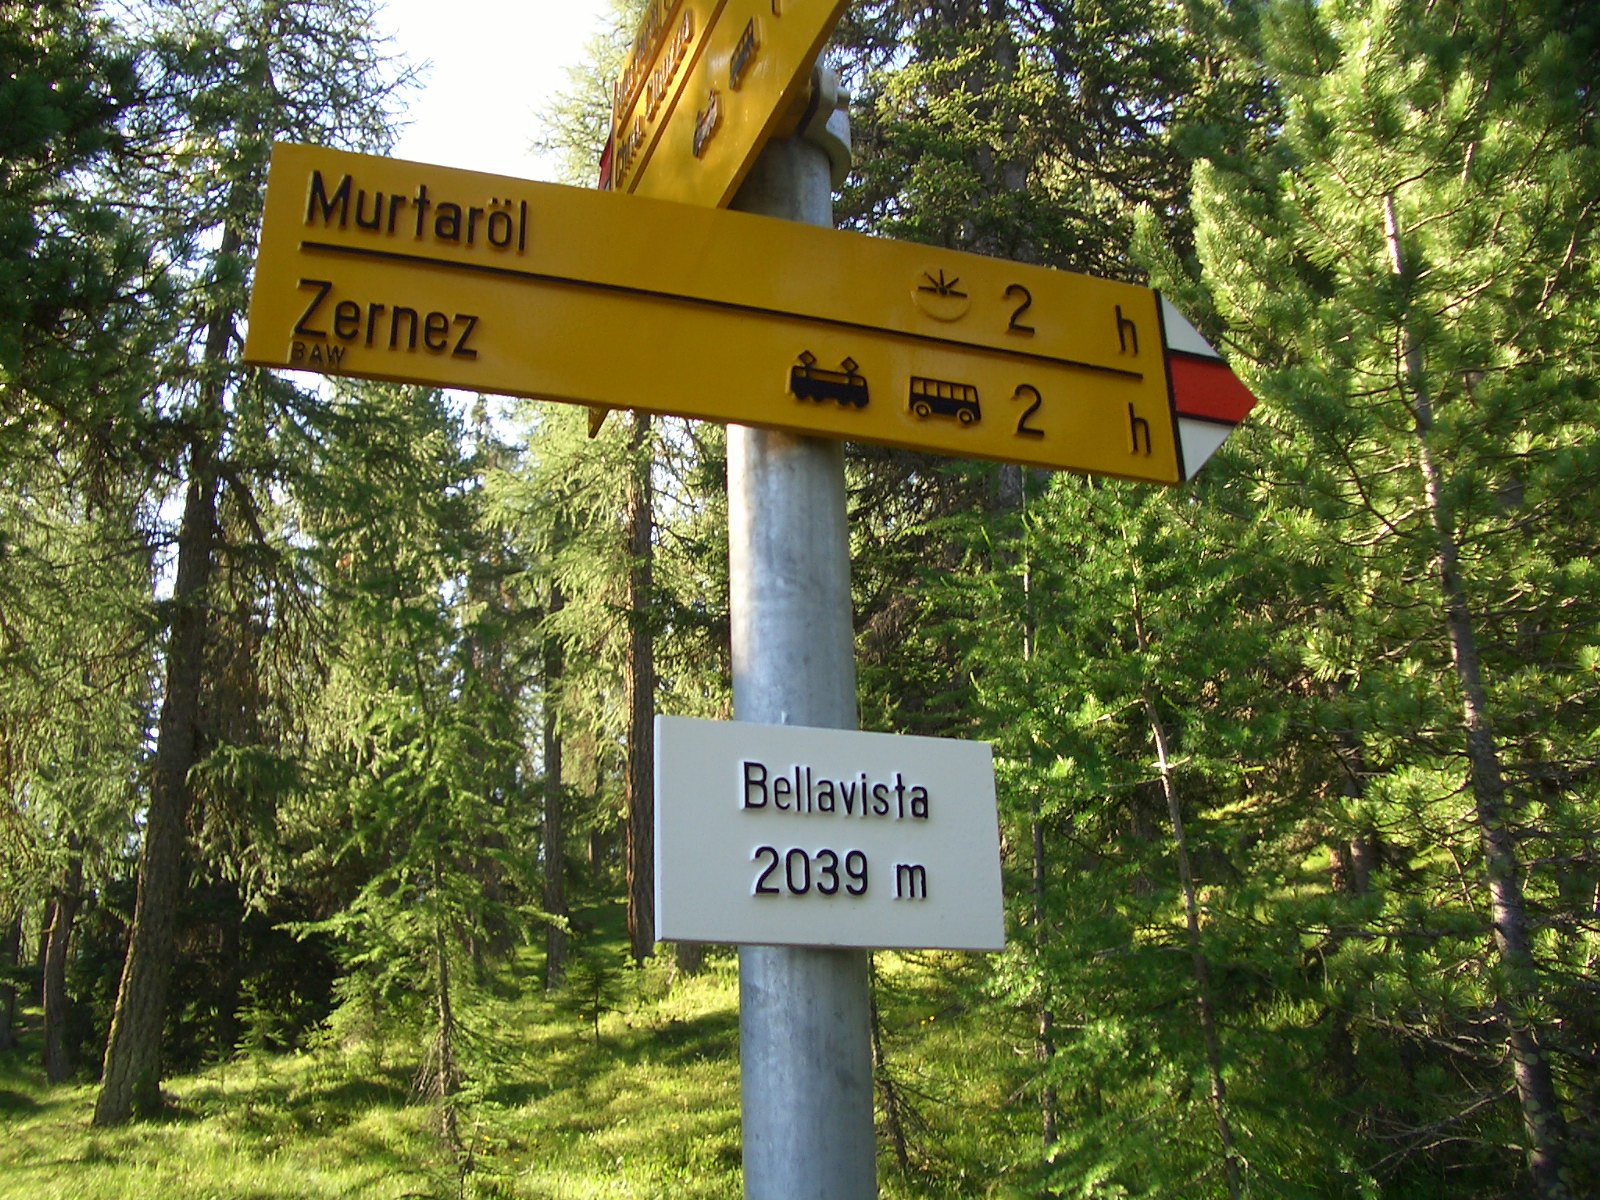 Murtaröl 2 h
Zernez 2 h
BAW
Bellavista
2039 m